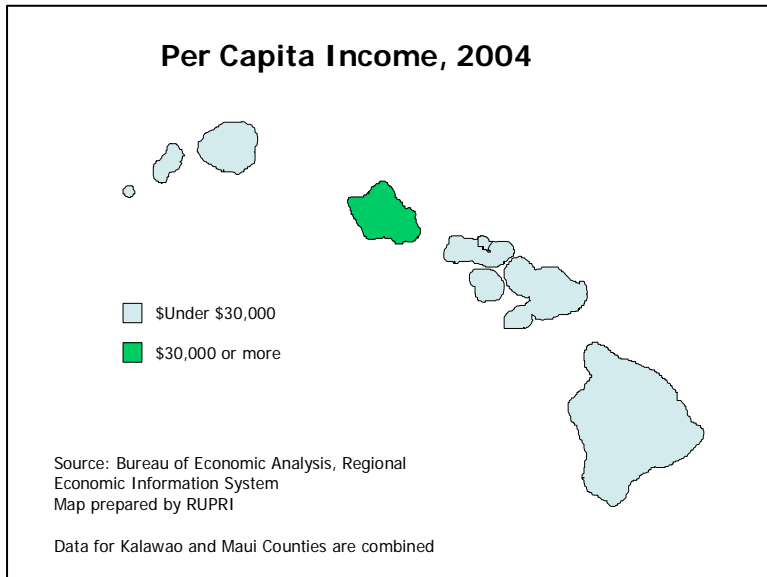 Per Capita Income, 2004
$Under $30,000
$30,000 or more
Source: Bureau of Economic Analysis, Regional
Economic Information System
Map prepared by RUPRI
Data for Kalawao and Maui Counties are combined